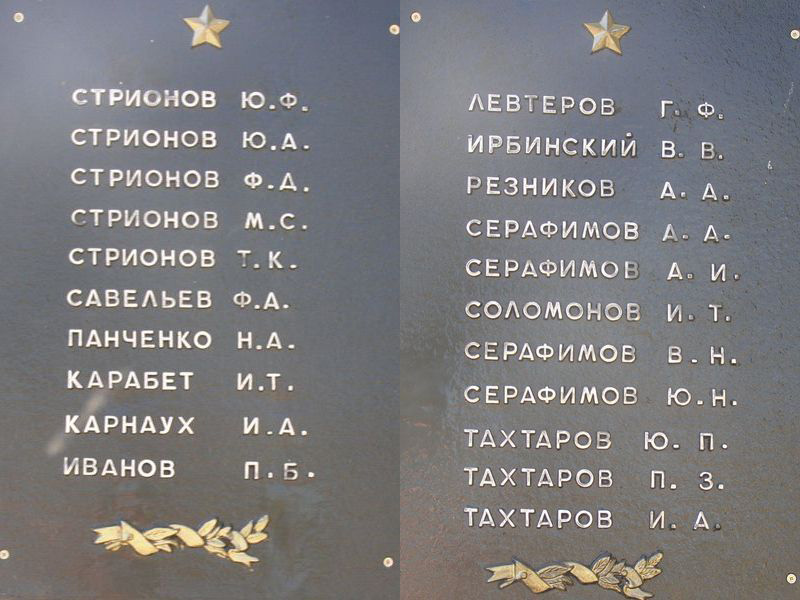 СТРИОНОВ Ю.Ф.
СТРИОНОВ Ю.А.
СТРИОНОВ Ф.Д.
СТРИОНОВ М.С.
СТРИОНОВ Т.К.
САВЕЛЬЕВ Ф.А.
ПАНЧЕНКО Н.А.
КАРАБЕТ И.Т.
КАРНАУХ И.А.
ИВАНОВ П.Б.
ЛЕВТЕРОВ Г. Ф.
ИРБИНСКИЙ В. В.
РЕЗНИКОВ А. А.
СЕРАФИМОВ А. А.
СЕРАФИМОВ А. И.
СОЛОМОНОВ И. Т.
СЕРАФИМОВ В. Н.
СЕРАФИМОВ Ю. Н.
ТАХТАРОВ Ю. П.
ТАХТАРОВ П. З.
ТАХТАРОВ И. А.